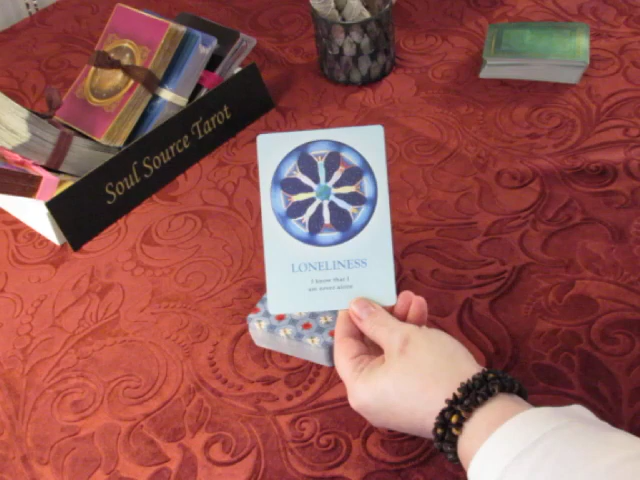 Soul Source Tarot
LONELINESS
I know that I
am never alone